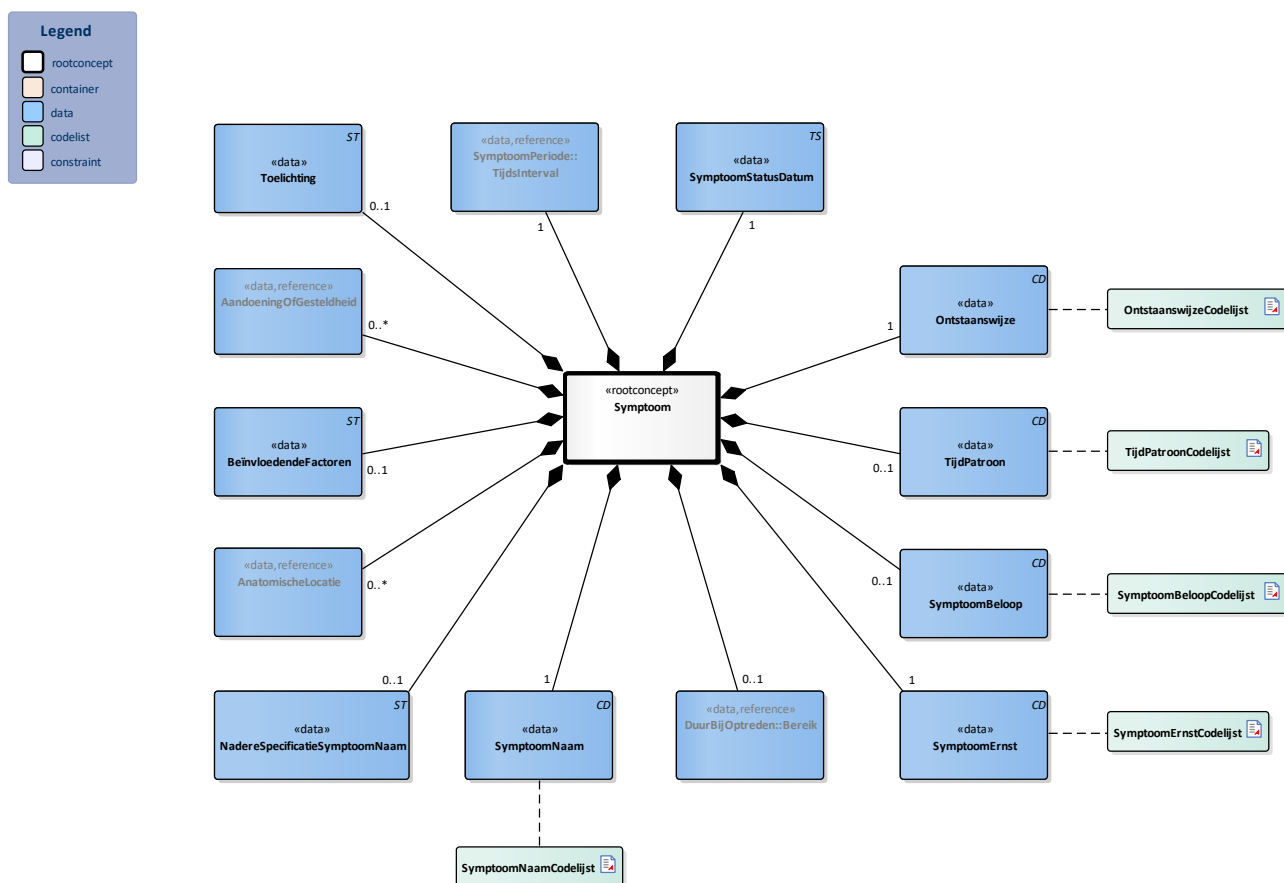 Legend
rootconcept
container
data
codelist
constraint
ST
«data»
Toelichting
0..1
«data,reference»
SymptoomPeriode::
TijdsInterval
1
TS
«data»
SymptoomStatusDatum
1
«data,reference»
AandoeningOfGesteldheid
0..*
CD
«data»
Ontstaanswijze
1
OntstaanswijzeCodelijst
«rootconcept»
Symptoom
ST
«data»
BeïnvloedendeFactoren
0..1
CD
«data»
TijdPatroon
0..1
TijdPatroonCodelijst
«data,reference»
AnatomischeLocatie
0..*
CD
«data»
SymptoomBeloop
0..1
SymptoomBeloopCodelijst
0..1
ST
«data»
NadereSpecificatieSymptoomNaam
1
CD
«data»
SymptoomNaam
0..1
«data,reference»
DuurBijOptreden::Bereik
1
CD
«data»
SymptoomErnst
SymptoomErnstCodelijst
SymptoomNaamCodelijst